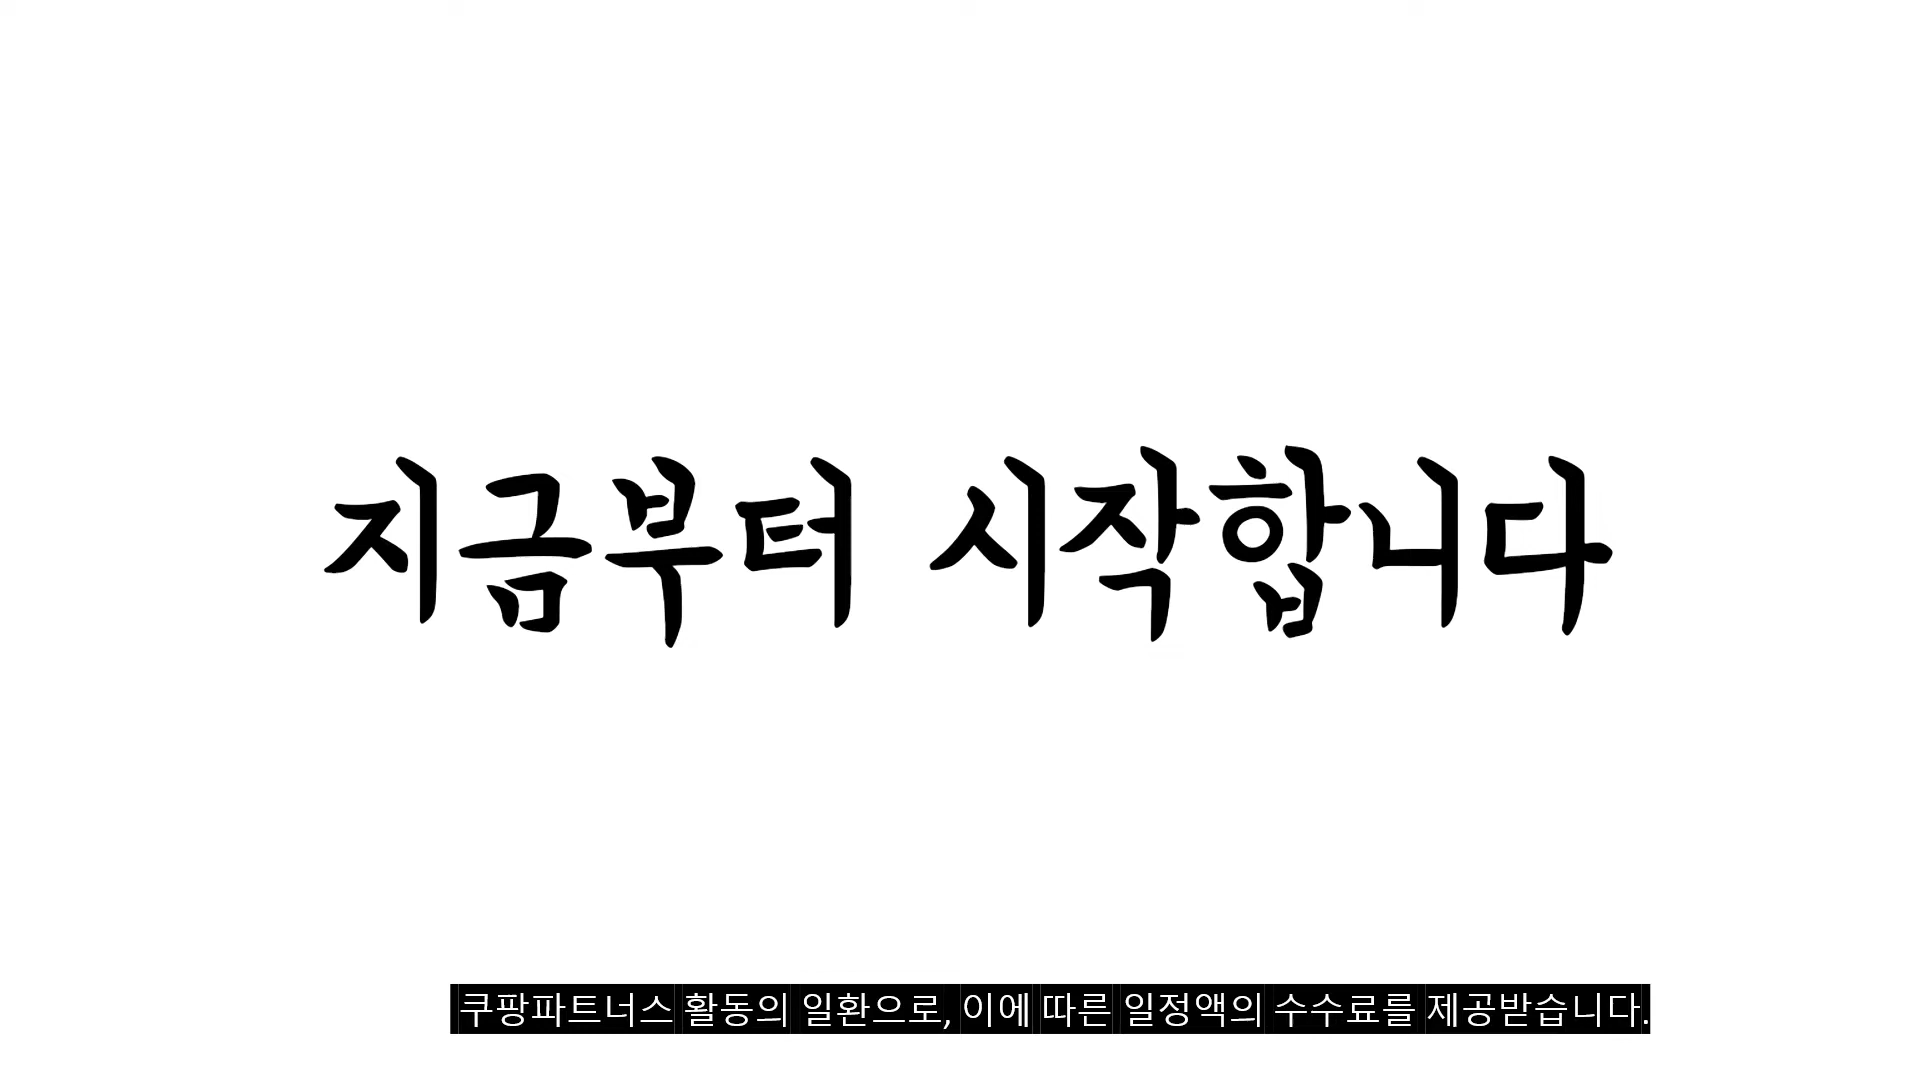 지금부터 시작합니다
쿠팡파트너스 활동의 일환으로, 이에 따른 일정액의 수수료를 제공받습니다.